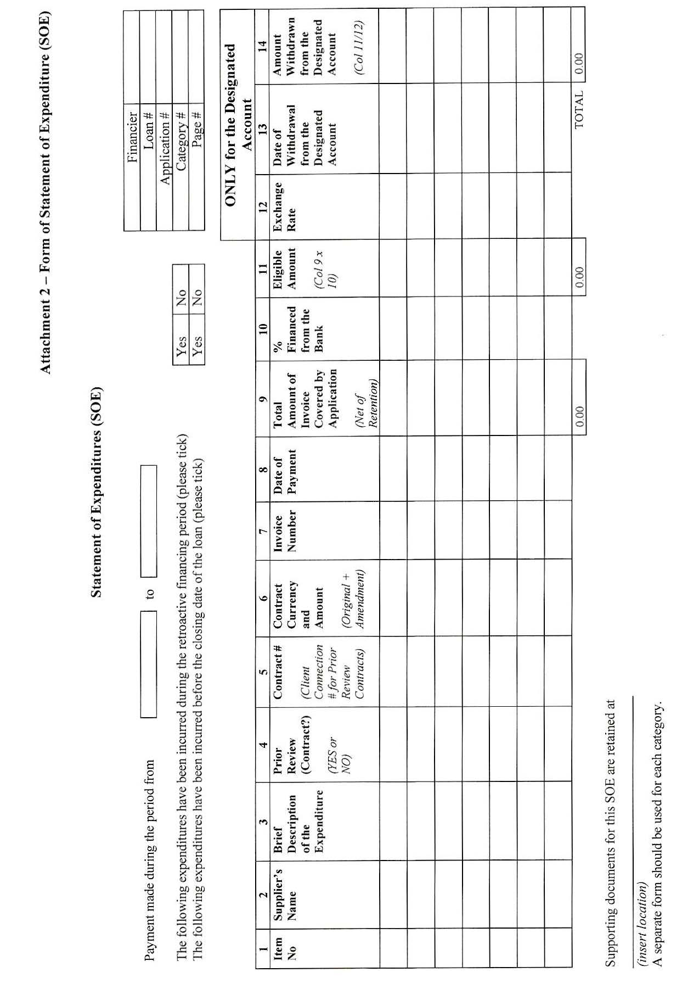 Attachment 2 – Form of Statement of Expenditure (SOE)
Statement of Expenditures (SOE)
Financier
Loan #
Application #
Category #
Page #
Payment made during the period from to
The following expenditures have been incurred during the retroactive financing period (please tick) Yes No
The following expenditures have been incurred before the closing date of the loan (please tick) Yes No
ONLY for the Designated
Account
1 2 3 4 5 6 7 8 9 10 11 12 13 14
Item
No
Supplier's
Name
Brief
Description
of the
Expenditure
Prior
Review
(Contract?)
(YES or
NO)
Contract #
(Client
Connection
# for Prior
Review
Contracts)
Contract
Currency
and
Amount
(Original +
Amendment)
Invoice
Number
Date of
Payment
Total
Amount of
Invoice
Covered by
Application
(Net of
Retention)
%
Financed
from the
Bank
Eligible
Amount
(Col 9 x
10)
Exchange
Rate
Date of
Withdrawal
from the
Designated
Account
Amount
Withdrawn
from the
Designated
Account
(Col 11/12)
0.00 0.00 TOTAL 0.00
Supporting documents for this SOE are retained at
(insert location)
A separate form should be used for each category.